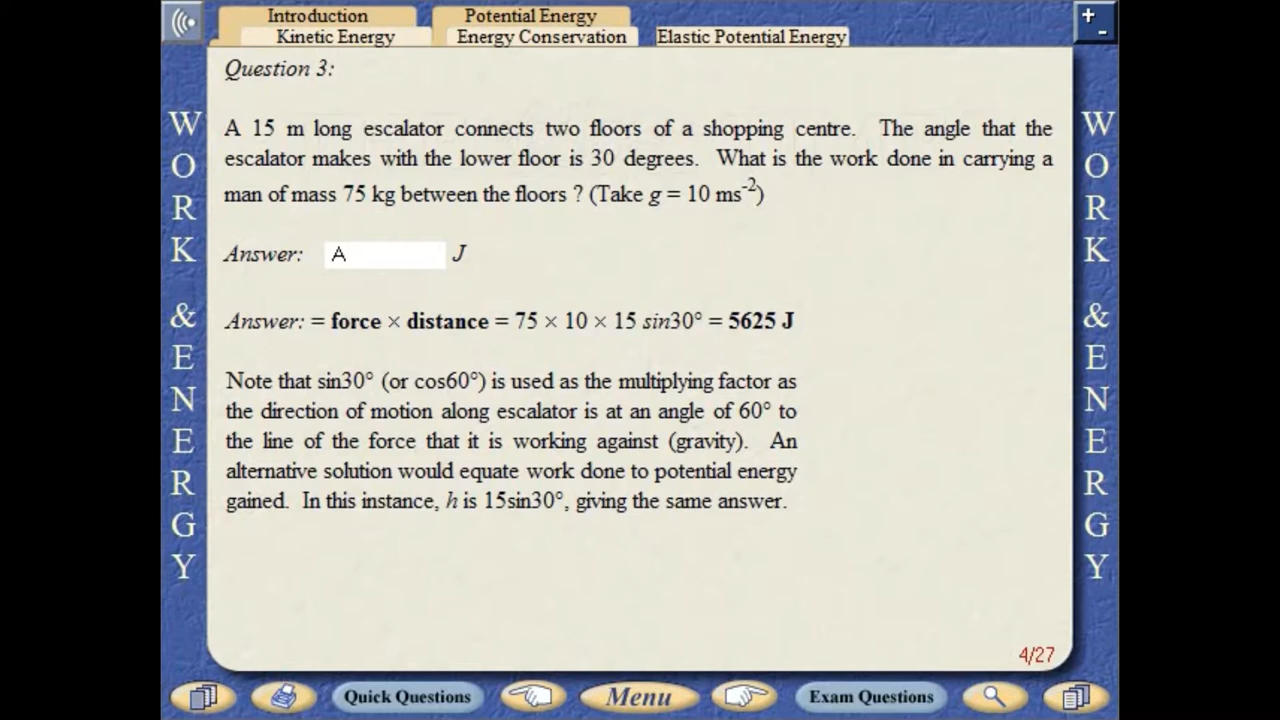 Introduction
Potential Energy
Kinetic Energy
Energy Conservation
Elastic Potential Energy
+
-
Question 3:
A 15 m long escalator connects two floors of a shopping centre. The angle that the
escalator makes with the lower floor is 30 degrees. What is the work done in carrying a
man of mass 75 kg between the floors ? (Take g = 10 ms⁻²)
Answer: A J
Answer: = force × distance = 75 × 10 × 15 sin30° = 5625 J
Note that sin30° (or cos60°) is used as the multiplying factor as
the direction of motion along escalator is at an angle of 60° to
the line of the force that it is working against (gravity). An
alternative solution would equate work done to potential energy
gained. In this instance, h is 15sin30°, giving the same answer.
4/27
WORK & ENERGY
WORK & ENERGY
Quick Questions
Menu
Exam Questions